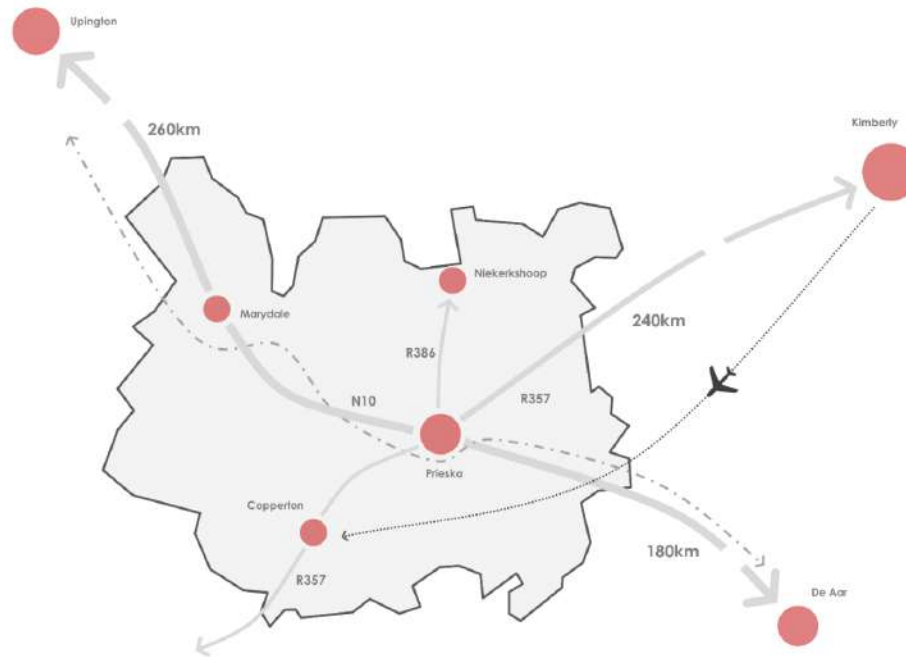 Upington
260km
Kimberly
Niekerkshoop
Marydale
240km
R386
N10
R357
Prieska
Copperton
180km
R357
De Aar